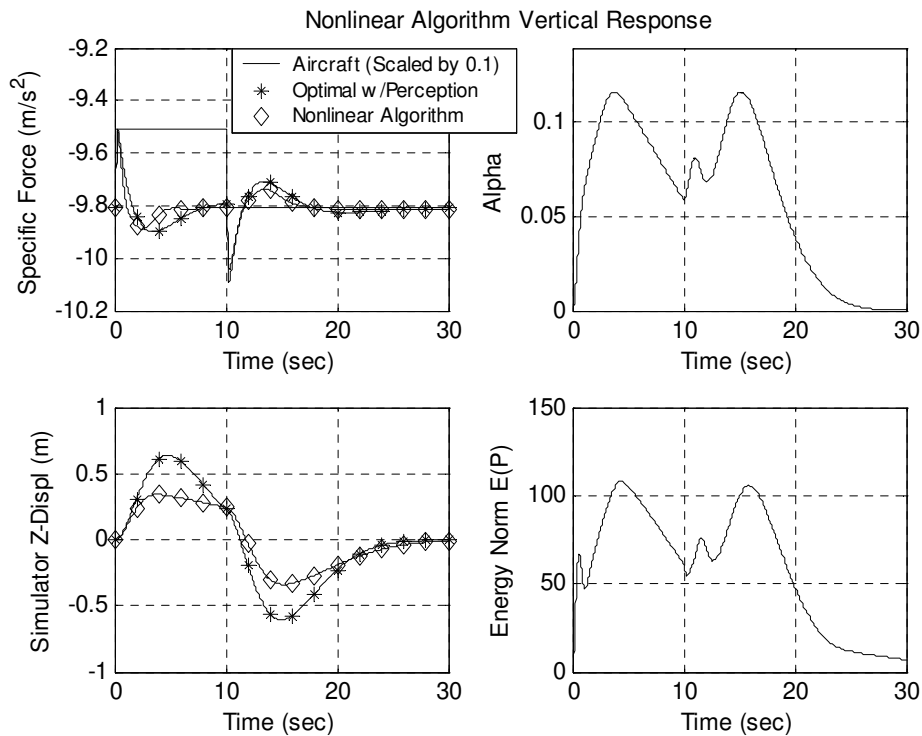 Nonlinear Algorithm Vertical Response
Specific Force (m/s²)
-9.2
-9.4
-9.6
-9.8
-10
-10.2
0
10
20
30
Time (sec)
Aircraft (Scaled by 0.1)
Optimal w/Perception
Nonlinear Algorithm
Alpha
0.1
0.05
0
0
10
20
30
Time (sec)
Simulator Z-Displ (m)
1
0.5
0
-0.5
-1
0
10
20
30
Time (sec)
Energy Norm E(P)
150
100
50
0
0
10
20
30
Time (sec)